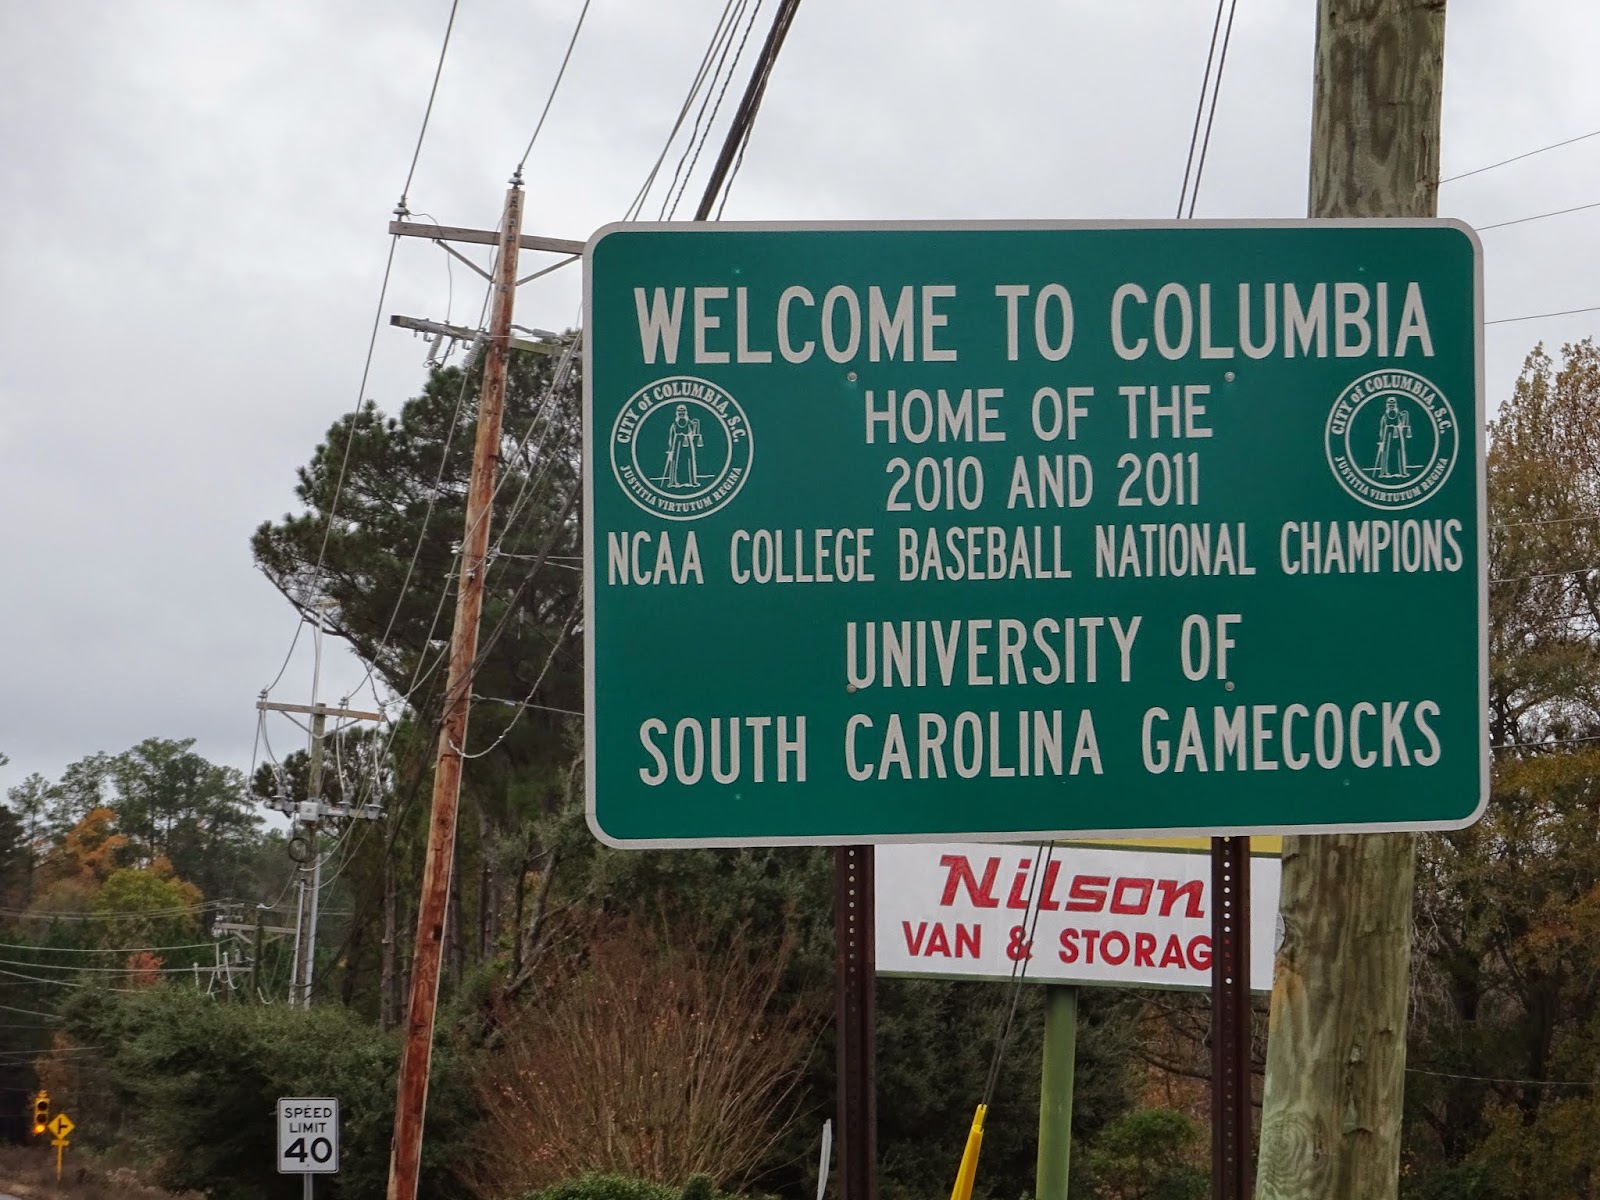 WELCOME TO COLUMBIA
CITY of COLUMBIA, S.C.
JUSTITIA VIRTUTUM REGINA
HOME OF THE
CITY of COLUMBIA, S.C.
JUSTITIA VIRTUTUM REGINA
2010 AND 2011
NCAA COLLEGE BASEBALL NATIONAL CHAMPIONS
UNIVERSITY OF
SOUTH CAROLINA GAMECOCKS
Nilson
VAN & STORAG
SPEED
LIMIT
40